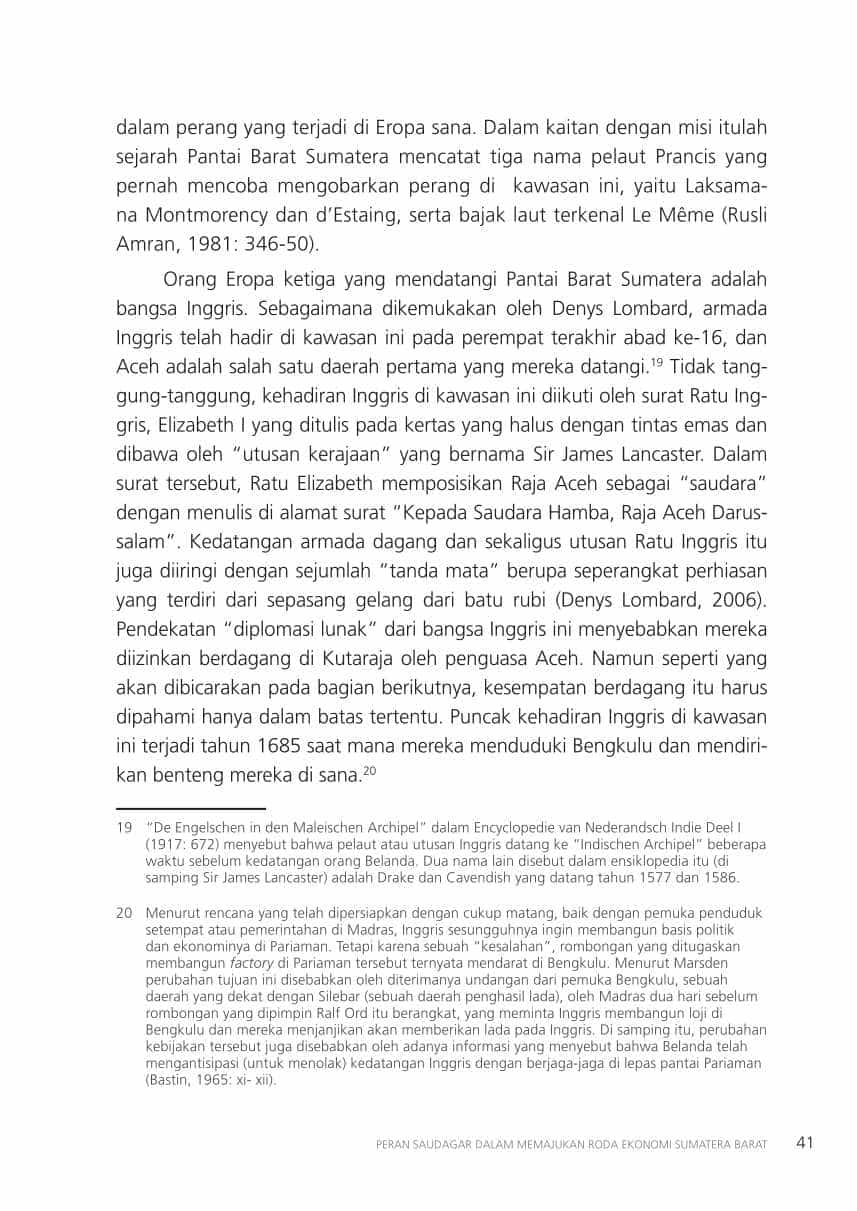 dalam perang yang terjadi di Eropa sana. Dalam kaitan dengan misi itulah
sejarah Pantai Barat Sumatera mencatat tiga nama pelaut Prancis yang
pernah mencoba mengobarkan perang di  kawasan ini, yaitu Laksama-
na Montmorency dan d’Estaing, serta bajak laut terkenal Le Même (Rusli
Amran, 1981: 346-50).
Orang Eropa ketiga yang mendatangi Pantai Barat Sumatera adalah
bangsa Inggris. Sebagaimana dikemukakan oleh Denys Lombard, armada
Inggris telah hadir di kawasan ini pada perempat terakhir abad ke-16, dan
Aceh adalah salah satu daerah pertama yang mereka datangi.19 Tidak tang-
gung-tanggung, kehadiran Inggris di kawasan ini diikuti oleh surat Ratu Ing-
gris, Elizabeth I yang ditulis pada kertas yang halus dengan tintas emas dan
dibawa oleh “utusan kerajaan” yang bernama Sir James Lancaster. Dalam
surat tersebut, Ratu Elizabeth memposisikan Raja Aceh sebagai “saudara”
dengan menulis di alamat surat “Kepada Saudara Hamba, Raja Aceh Darus-
salam”. Kedatangan armada dagang dan sekaligus utusan Ratu Inggris itu
juga diiringi dengan sejumlah “tanda mata” berupa seperangkat perhiasan
yang terdiri dari sepasang gelang dari batu rubi (Denys Lombard, 2006).
Pendekatan “diplomasi lunak” dari bangsa Inggris ini menyebabkan mereka
diizinkan berdagang di Kutaraja oleh penguasa Aceh. Namun seperti yang
akan dibicarakan pada bagian berikutnya, kesempatan berdagang itu harus
dipahami hanya dalam batas tertentu. Puncak kehadiran Inggris di kawasan
ini terjadi tahun 1685 saat mana mereka menduduki Bengkulu dan mendiri-
kan benteng mereka di sana.20
19 “De Engelschen in den Maleischen Archipel” dalam Encyclopedie van Nederandsch Indie Deel I
(1917: 672) menyebut bahwa pelaut atau utusan Inggris datang ke “Indischen Archipel” beberapa
waktu sebelum kedatangan orang Belanda. Dua nama lain disebut dalam ensiklopedia itu (di
samping Sir James Lancaster) adalah Drake dan Cavendish yang datang tahun 1577 dan 1586.
20 Menurut rencana yang telah dipersiapkan dengan cukup matang, baik dengan pemuka penduduk
setempat atau pemerintahan di Madras, Inggris sesungguhnya ingin membangun basis politik
dan ekonominya di Pariaman. Tetapi karena sebuah “kesalahan”, rombongan yang ditugaskan
membangun factory di Pariaman tersebut ternyata mendarat di Bengkulu. Menurut Marsden
perubahan tujuan ini disebabkan oleh diterimanya undangan dari pemuka Bengkulu, sebuah
daerah yang dekat dengan Silebar (sebuah daerah penghasil lada), oleh Madras dua hari sebelum
rombongan yang dipimpin Ralf Ord itu berangkat, yang meminta Inggris membangun loji di
Bengkulu dan mereka menjanjikan akan memberikan lada pada Inggris. Di samping itu, perubahan
kebijakan tersebut juga disebabkan oleh adanya informasi yang menyebut bahwa Belanda telah
mengantisipasi (untuk menolak) kedatangan Inggris dengan berjaga-jaga di lepas pantai Pariaman
(Bastin, 1965: xi- xii).
PERAN SAUDAGAR DALAM MEMAJUKAN RODA EKONOMI SUMATERA BARAT 41